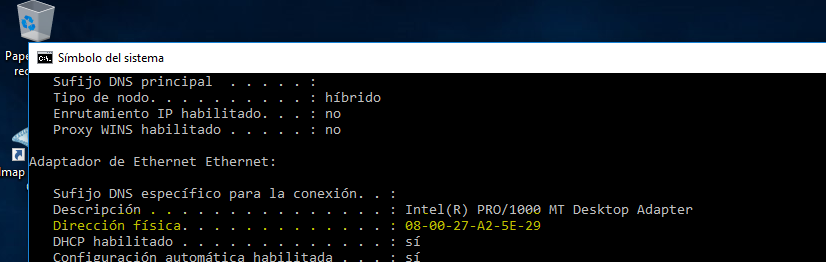 Pape
rec
Símbolo del sistema
Sufijo DNS principal . . . . . :
Tipo de nodo. . . . . . . . . . : híbrido
Enrutamiento IP habilitado. . . : no
Proxy WINS habilitado . . . . . : no
Adaptador de Ethernet Ethernet:
Sufijo DNS específico para la conexión. . :
Descripción . . . . . . . . . . . . . . . : Intel(R) PRO/1000 MT Desktop Adapter
Dirección física. . . . . . . . . . . . . : 08-00-27-A2-5E-29
DHCP habilitado . . . . . . . . . . . . . : sí
Configuración automática habilitada . . . : sí